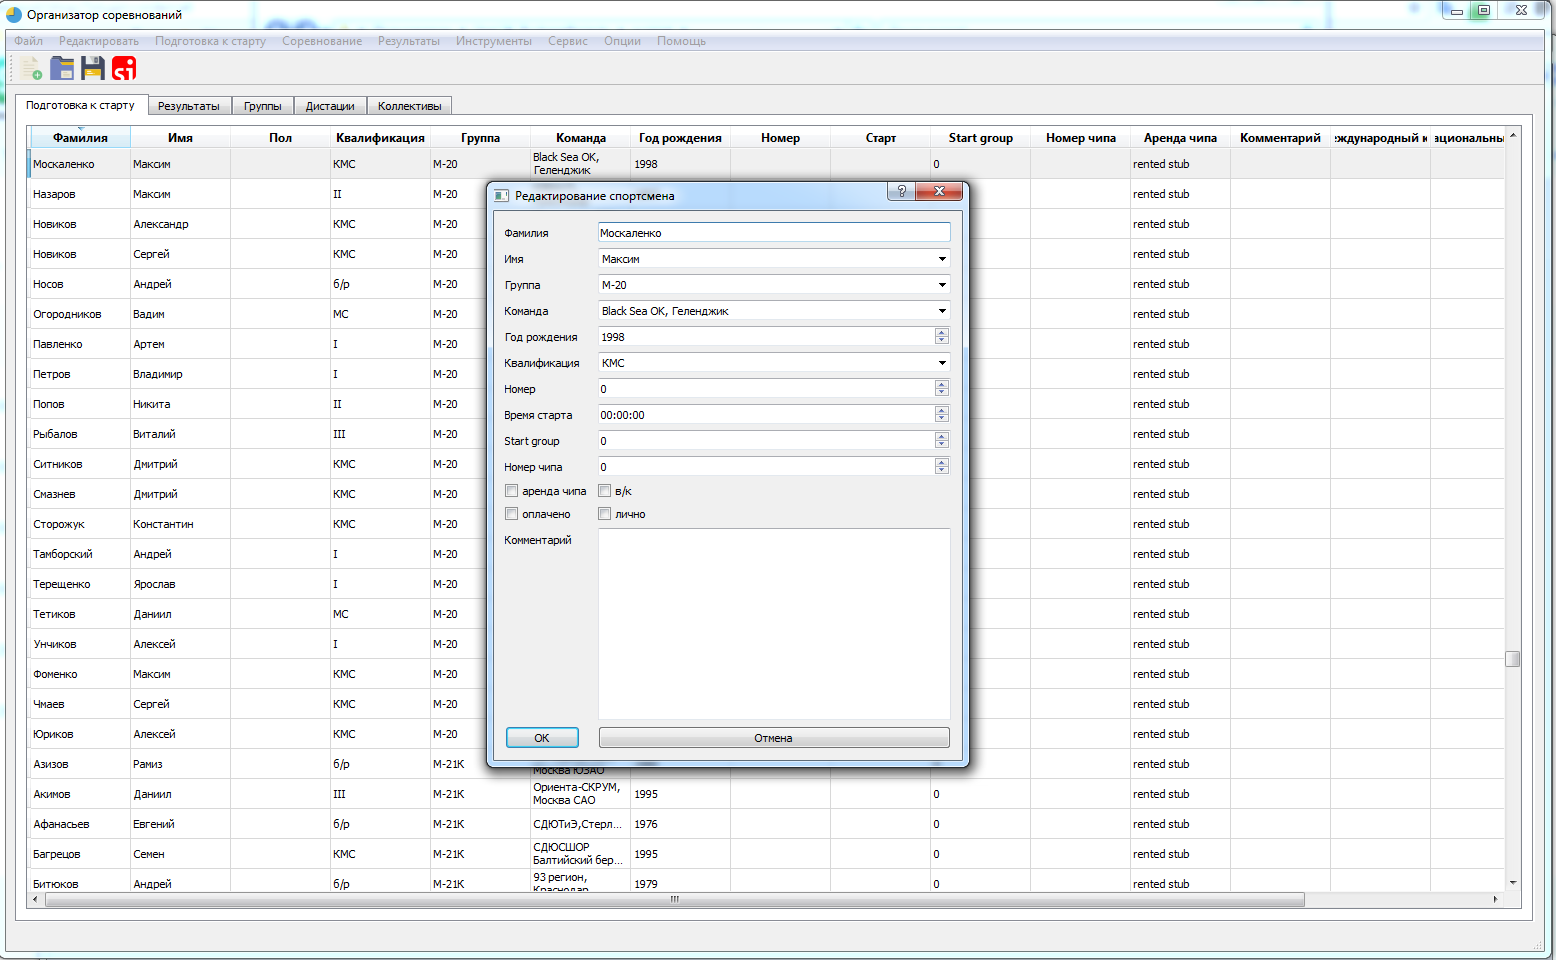 Организатор соревнований
Файл Редактировать Подготовка к старту Соревнование Результаты Инструменты Сервис Опции Помощь
Подготовка к старту Результаты Группы Дистации Коллективы
Фамилия Имя Пол Квалификация Группа Команда Год рождения Номер Старт Start group Номер чипа Аренда чипа Комментарий
Москаленко Максим КМС М-20 Black Sea OK, Геленджик 1998 0 rented stub
Назаров Максим II М-20 rented stub
Новиков Александр КМС М-20 rented stub
Новиков Сергей КМС М-20 rented stub
Носов Андрей б/р М-20 rented stub
Огородников Вадим МС М-20 rented stub
Павленко Артем I М-20 rented stub
Петров Владимир I М-20 rented stub
Попов Никита II М-20 rented stub
Рыбалов Виталий III М-20 rented stub
Ситников Дмитрий КМС М-20 rented stub
Смазнев Дмитрий КМС М-20 rented stub
Сторожук Константин КМС М-20 rented stub
Тамборский Андрей I М-20 rented stub
Терещенко Ярослав I М-20 rented stub
Тетиков Даниил МС М-20 rented stub
Унчиков Алексей I М-20 rented stub
Фоменко Максим КМС М-20 rented stub
Чмаев Сергей КМС М-20 rented stub
Юриков Алексей КМС М-20 rented stub
Азизов Рамиз б/р М-21К Москва ЮЗАО rented stub
Акимов Даниил III М-21К Ориента-СКРУМ, Москва САО 1995 0 rented stub
Афанасьев Евгений б/р М-21К СДЮТиЭ,Стерл... 1976 0 rented stub
Багрецов Семен КМС М-21К СДЮСШОР Балтийский бер... 1995 0 rented stub
Битюков Андрей б/р М-21К 93 регион, Краснодар 1979 0 rented stub
Редактирование спортсмена
Фамилия Москаленко
Имя Максим
Группа М-20
Команда Black Sea OK, Геленджик
Год рождения 1998
Квалификация КМС
Номер 0
Время старта 00:00:00
Start group 0
Номер чипа 0
аренда чипа в/к
оплачено лично
Комментарий
OK Отмена